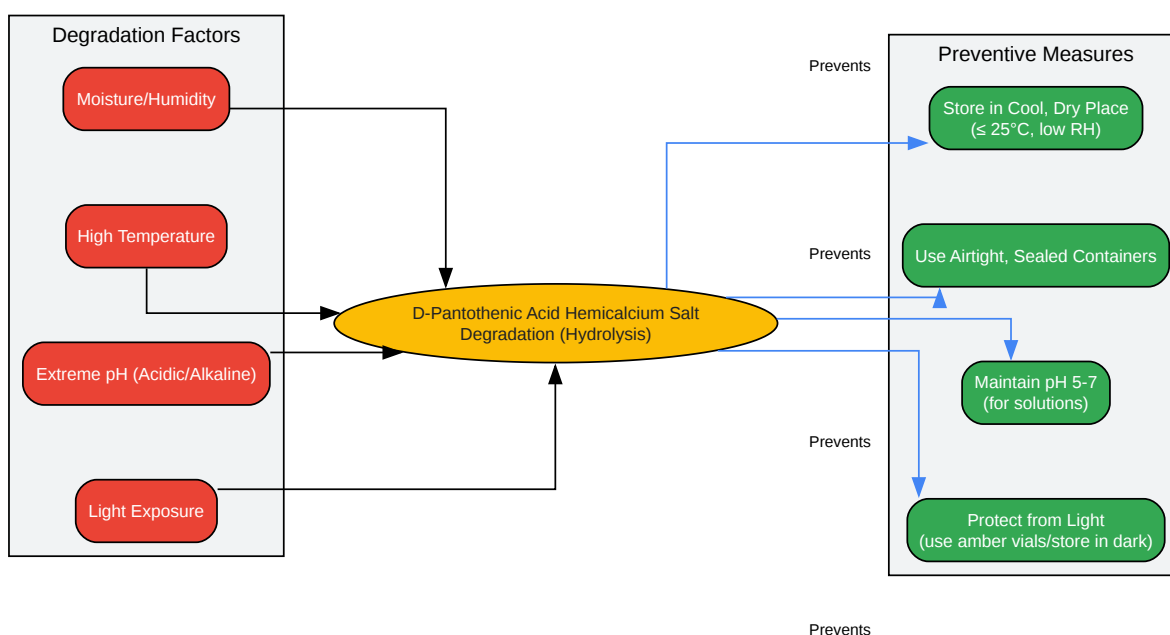 Degradation Factors
Moisture/Humidity
High Temperature
Extreme pH (Acidic/Alkaline)
Light Exposure
D-Pantothenic Acid Hemicalcium Salt
Degradation (Hydrolysis)
Prevents
Prevents
Prevents
Prevents
Preventive Measures
Store in Cool, Dry Place
(≤ 25°C, low RH)
Use Airtight, Sealed Containers
Maintain pH 5-7
(for solutions)
Protect from Light
(use amber vials/store in dark)